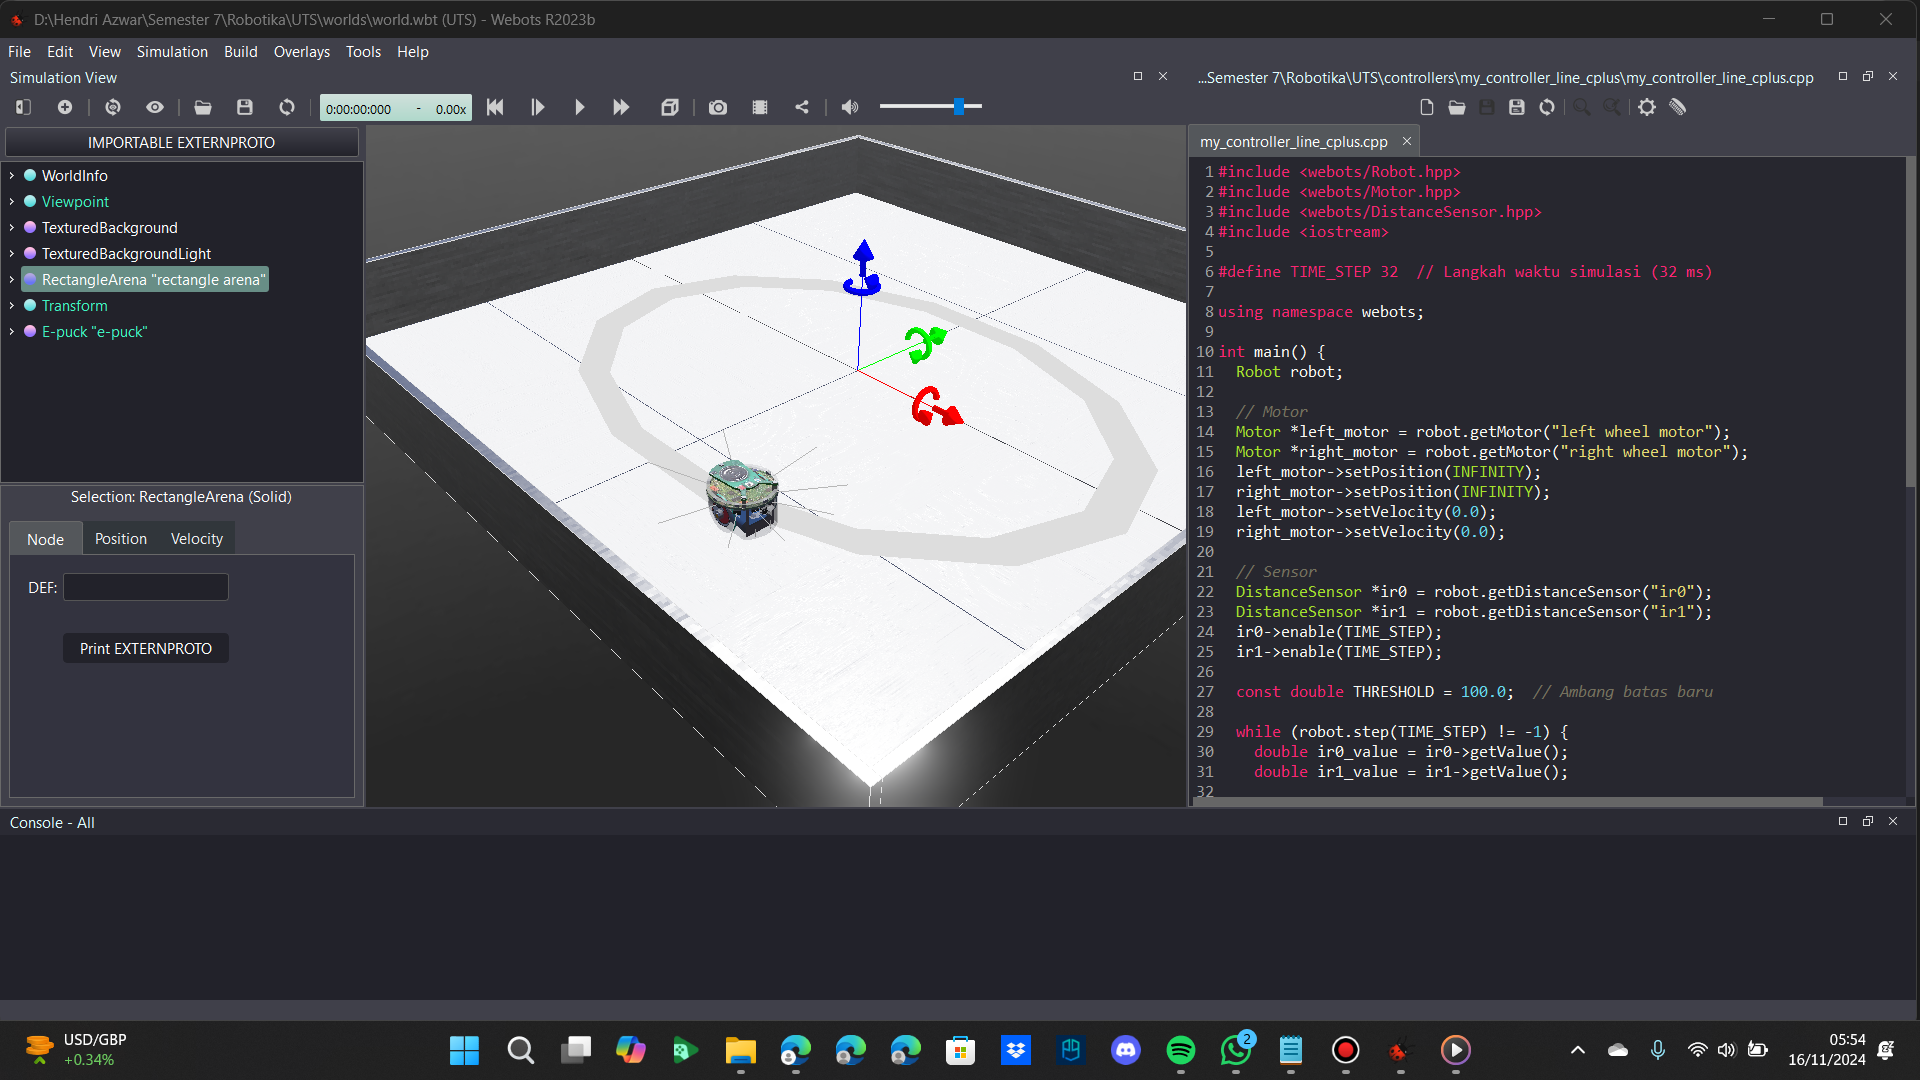 D:\Hendri Azwar\Semester 7\Robotika\UTS\worlds\world.wbt (UTS) - Webots R2023b
File Edit View Simulation Build Overlays Tools Help
Simulation View
...Semester 7\Robotika\UTS\controllers\my_controller_line_cplus\my_controller_line_cplus.cpp
0:00:00:000 - 0.00x
IMPORTABLE EXTERNPROTO
WorldInfo
Viewpoint
TexturedBackground
TexturedBackgroundLight
RectangleArena "rectangle arena"
Transform
E-puck "e-puck"
Selection: RectangleArena (Solid)
Node Position Velocity
DEF:
Print EXTERNPROTO
my_controller_line_cplus.cpp
1 #include <webots/Robot.hpp>
2 #include <webots/Motor.hpp>
3 #include <webots/DistanceSensor.hpp>
4 #include <iostream>
5
6 #define TIME_STEP 32  // Langkah waktu simulasi (32 ms)
7
8 using namespace webots;
9
10 int main() {
11   Robot robot;
12
13   // Motor
14   Motor *left_motor = robot.getMotor("left wheel motor");
15   Motor *right_motor = robot.getMotor("right wheel motor");
16   left_motor->setPosition(INFINITY);
17   right_motor->setPosition(INFINITY);
18   left_motor->setVelocity(0.0);
19   right_motor->setVelocity(0.0);
20
21   // Sensor
22   DistanceSensor *ir0 = robot.getDistanceSensor("ir0");
23   DistanceSensor *ir1 = robot.getDistanceSensor("ir1");
24   ir0->enable(TIME_STEP);
25   ir1->enable(TIME_STEP);
26
27   const double THRESHOLD = 100.0;  // Ambang batas baru
28
29   while (robot.step(TIME_STEP) != -1) {
30     double ir0_value = ir0->getValue();
31     double ir1_value = ir1->getValue();
32
Console - All
USD/GBP
+0.34%
2
05:54
16/11/2024